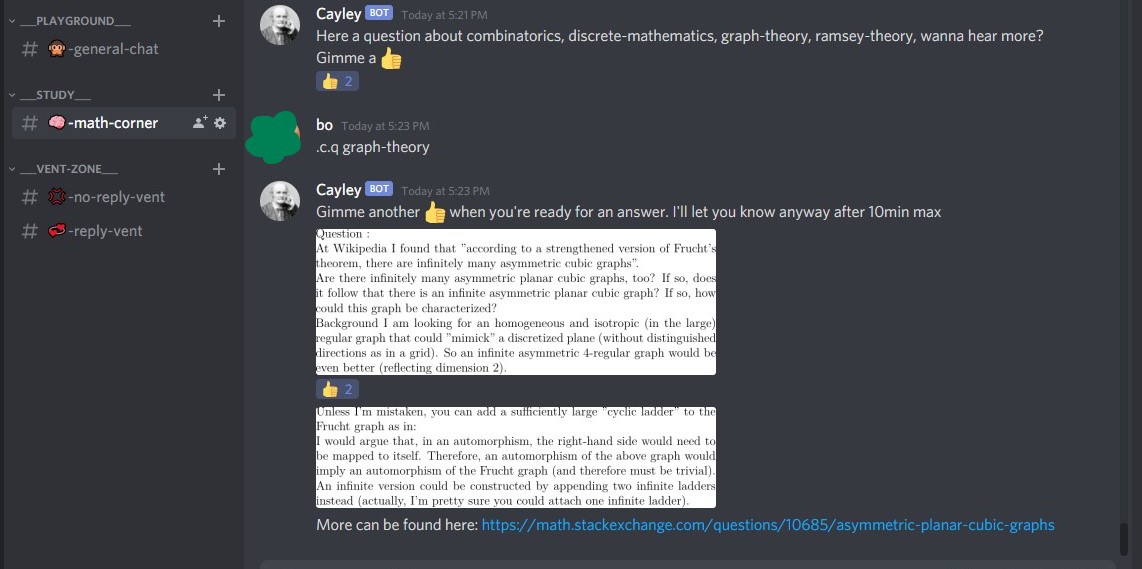 __PLAYGROUND__ +
# 🐵-general-chat
__STUDY__ +
# 🧠-math-corner
__VENT-ZONE__ +
# 💢-no-reply-vent
# 💞-reply-vent
Cayley BOT Today at 5:21 PM
Here a question about combinatorics, discrete-mathematics, graph-theory, ramsey-theory, wanna hear more?
Gimme a 👍
👍 2
bo Today at 5:23 PM
.c.q graph-theory
Cayley BOT Today at 5:23 PM
Gimme another 👍 when you're ready for an answer. I'll let you know anyway after 10min max
Question :
At Wikipedia I found that "according to a strengthened version of Frucht's
theorem, there are infinitely many asymmetric cubic graphs".
Are there infinitely many asymmetric planar cubic graphs, too? If so, does
it follow that there is an infinite asymmetric planar cubic graph? If so, how
could this graph be characterized?
Background I am looking for an homogeneous and isotropic (in the large)
regular graph that could "mimick" a discretized plane (without distinguished
directions as in a grid). So an infinite asymmetric 4-regular graph would be
even better (reflecting dimension 2).
👍 2
Unless I'm mistaken, you can add a sufficiently large "cyclic ladder" to the
Frucht graph as in:
I would argue that, in an automorphism, the right-hand side would need to
be mapped to itself. Therefore, an automorphism of the above graph would
imply an automorphism of the Frucht graph (and therefore must be trivial).
An infinite version could be constructed by appending two infinite ladders
instead (actually, I'm pretty sure you could attach one infinite ladder).
More can be found here: https://math.stackexchange.com/questions/10685/asymmetric-planar-cubic-graphs